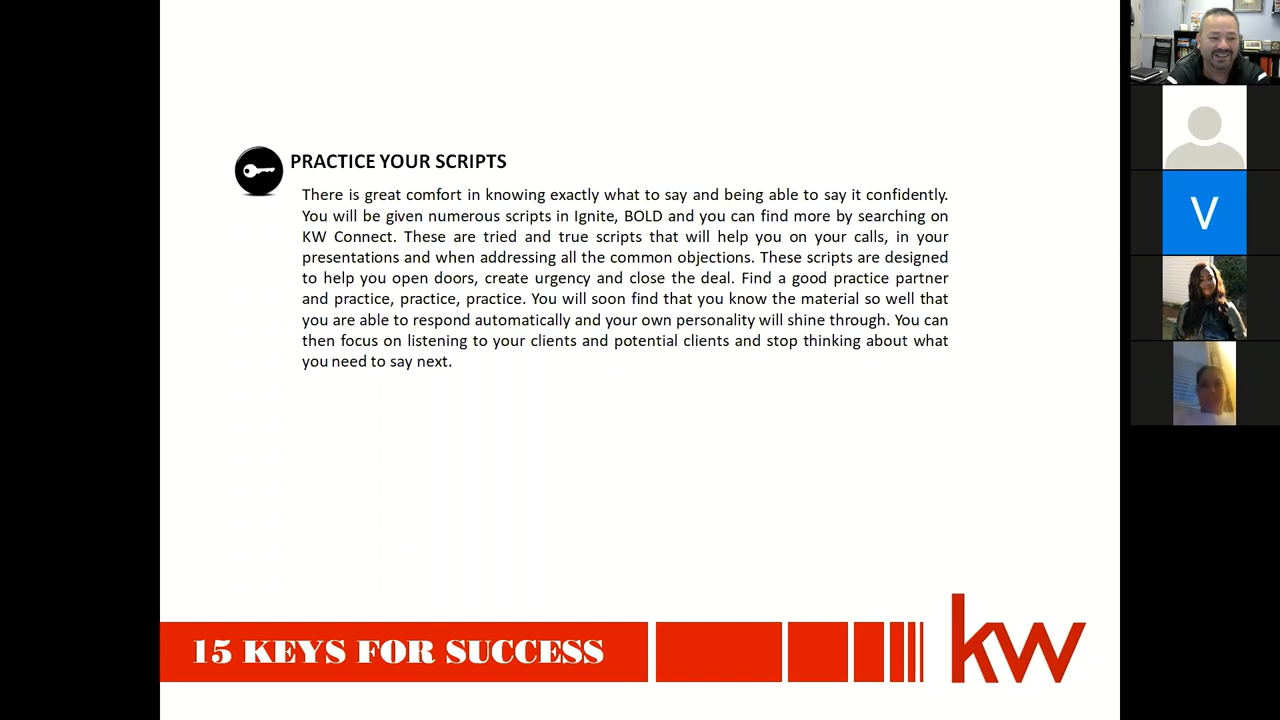 PRACTICE YOUR SCRIPTS
There is great comfort in knowing exactly what to say and being able to say it confidently.
You will be given numerous scripts in Ignite, BOLD and you can find more by searching on
KW Connect. These are tried and true scripts that will help you on your calls, in your
presentations and when addressing all the common objections. These scripts are designed
to help you open doors, create urgency and close the deal. Find a good practice partner
and practice, practice, practice. You will soon find that you know the material so well that
you are able to respond automatically and your own personality will shine through. You can
then focus on listening to your clients and potential clients and stop thinking about what
you need to say next.
15 KEYS FOR SUCCESS
kw
V